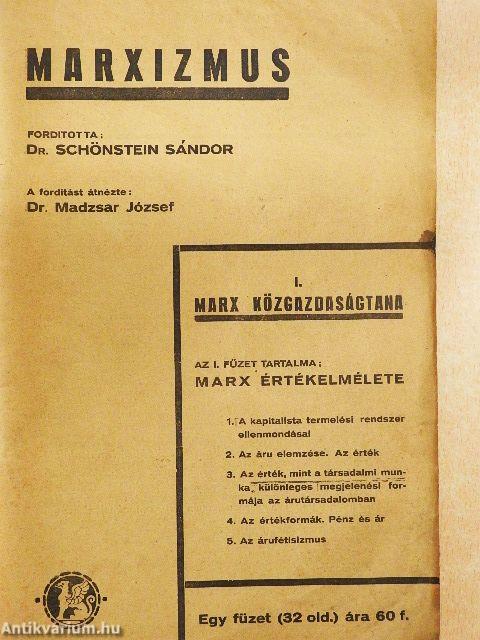 MARXIZMUS
FORDITOTTA:
DR. SCHÖNSTEIN SÁNDOR
A forditást átnézte:
Dr. Madzsar József
I.
MARX KÖZGAZDASÁGTANA
AZ I. FÜZET TARTALMA:
MARX ÉRTÉKELMÉLETE
1. A kapitalista termelési rendszer
ellenmondásai
2. Az áru elemzése. Az érték
3. Az érték, mint a társadalmi mun-
ka, különleges megjelenési for-
mája az árutársadalomban
4. Az értékformák. Pénz és ár
5. Az árufétisizmus
Egy füzet (32 old.) ára 60 f.
Antikvarium.hu